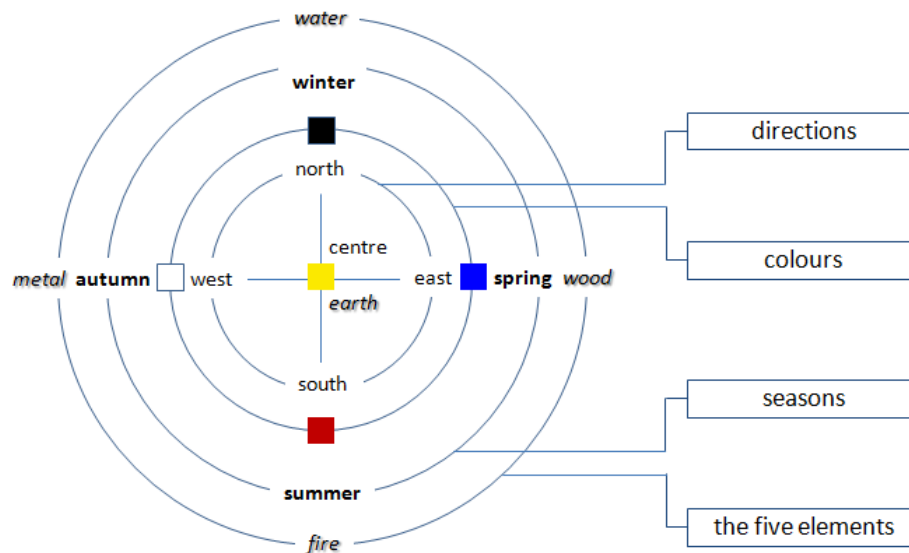 water
winter
directions
north
centre
metal autumn west east spring wood
colours
earth
south
seasons
summer
the five elements
fire